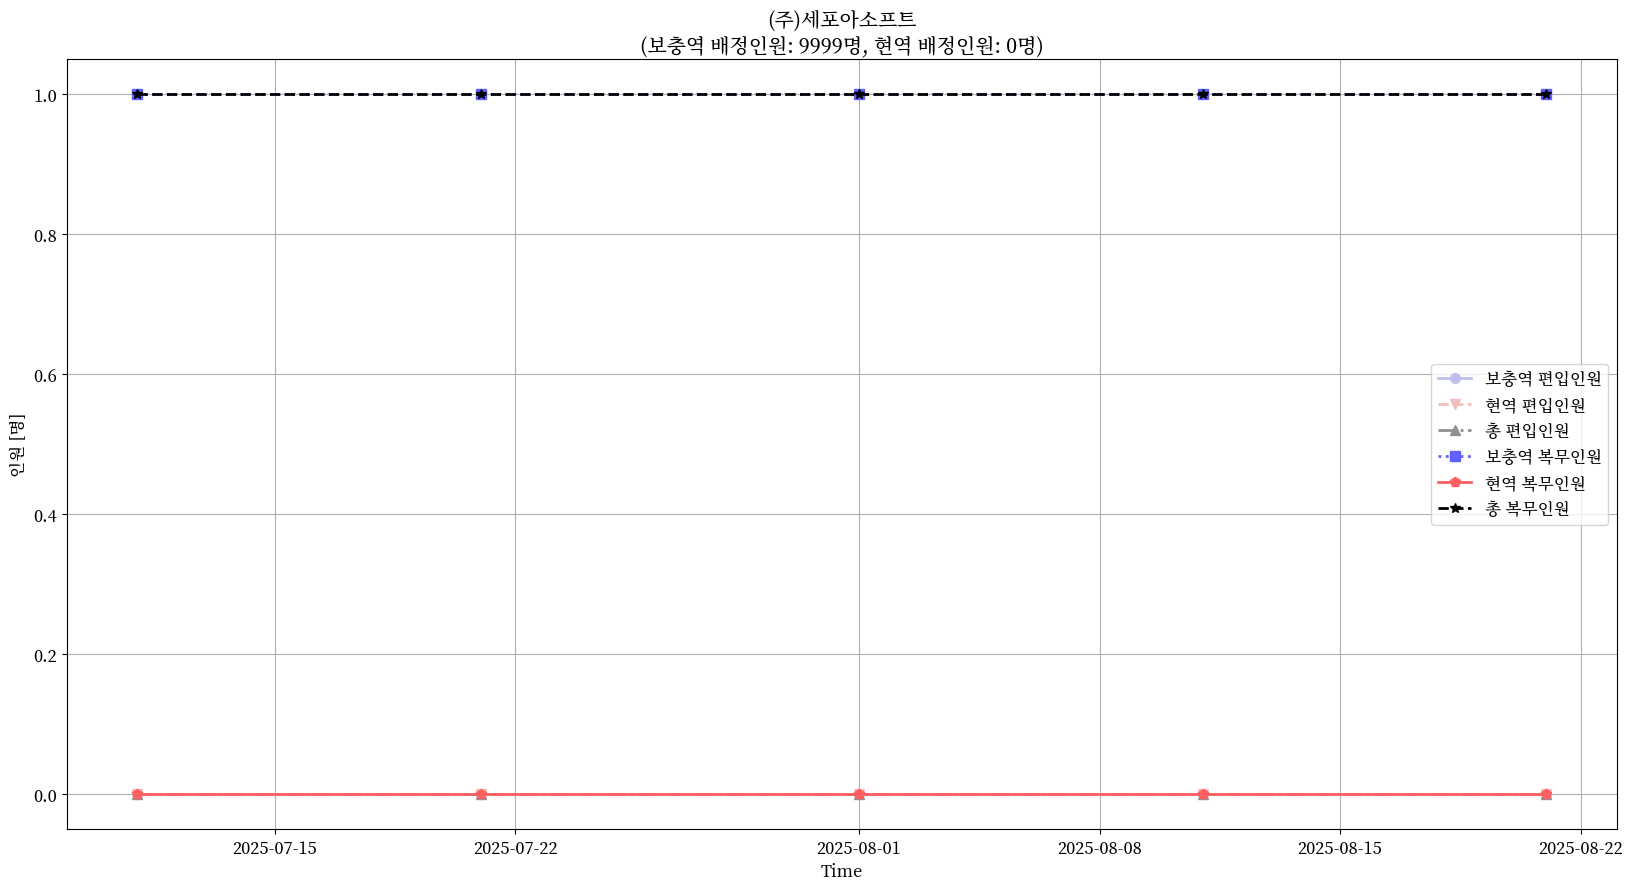 (주)세포아소프트
(보충역 배정인원: 9999명, 현역 배정인원: 0명)
인원 [명]
1.0
0.8
0.6
0.4
0.2
0.0
보충역 편입인원
현역 편입인원
총 편입인원
보충역 복무인원
현역 복무인원
총 복무인원
2025-07-15
2025-07-22
2025-08-01
2025-08-08
2025-08-15
2025-08-22
Time